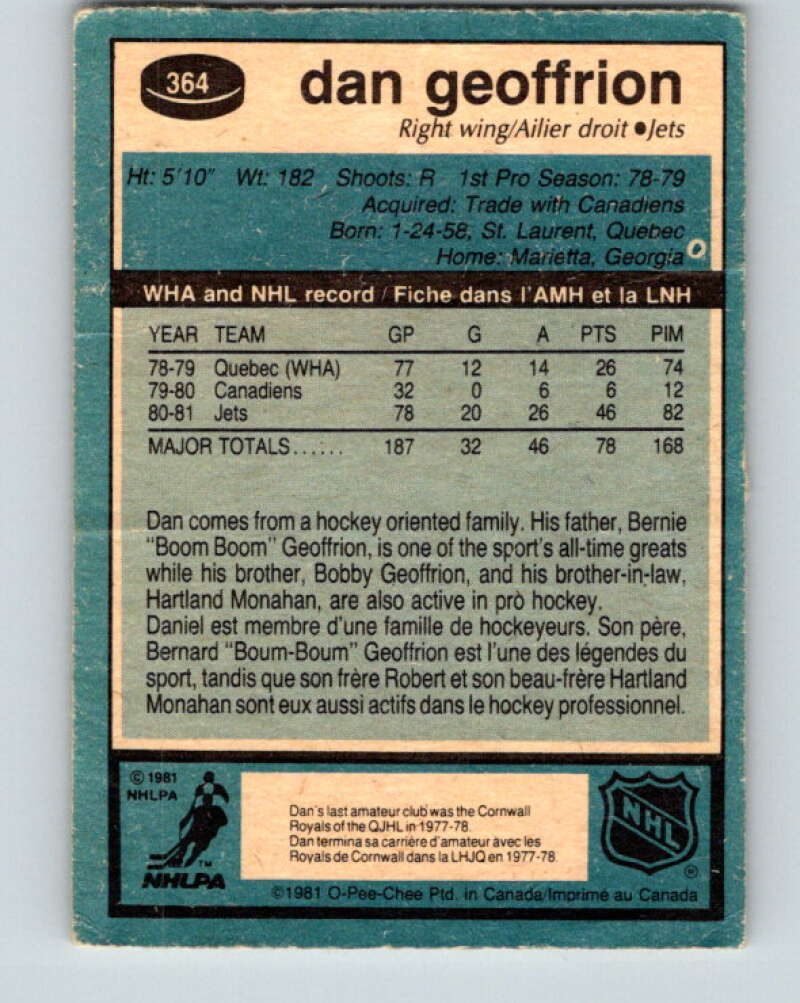 364
dan geoffrion
Right wing/Ailier droit ●Jets
Ht: 5'10" Wt: 182 Shoots: R 1st Pro Season: 78-79
Acquired: Trade with Canadiens
Born: 1-24-58, St. Laurent, Quebec
Home: Marietta, Georgia
WHA and NHL record / Fiche dans l'AMH et la LNH
YEAR TEAM GP G A PTS PIM
78-79 Quebec (WHA) 77 12 14 26 74
79-80 Canadiens 32 0 6 6 12
80-81 Jets 78 20 26 46 82
MAJOR TOTALS...... 187 32 46 78 168
Dan comes from a hockey oriented family. His father, Bernie
"Boom Boom" Geoffrion, is one of the sport's all-time greats
while his brother, Bobby Geoffrion, and his brother-in-law,
Hartland Monahan, are also active in pro hockey.
Daniel est membre d'une famille de hockeyeurs. Son père,
Bernard "Boum-Boum" Geoffrion est l'une des légendes du
sport, tandis que son frère Robert et son beau-frère Hartland
Monahan sont eux aussi actifs dans le hockey professionnel.
© 1981
NHLPA
TM
NHLPA
Dan's last amateur club was the Cornwall
Royals of the QJHL in 1977-78.
Dan termina sa carrière d'amateur avec les
Royals de Cornwall dans la LHJQ en 1977-78.
NHL
®
©1981 O-Pee-Chee Ptd. in Canada/Imprimé au Canada